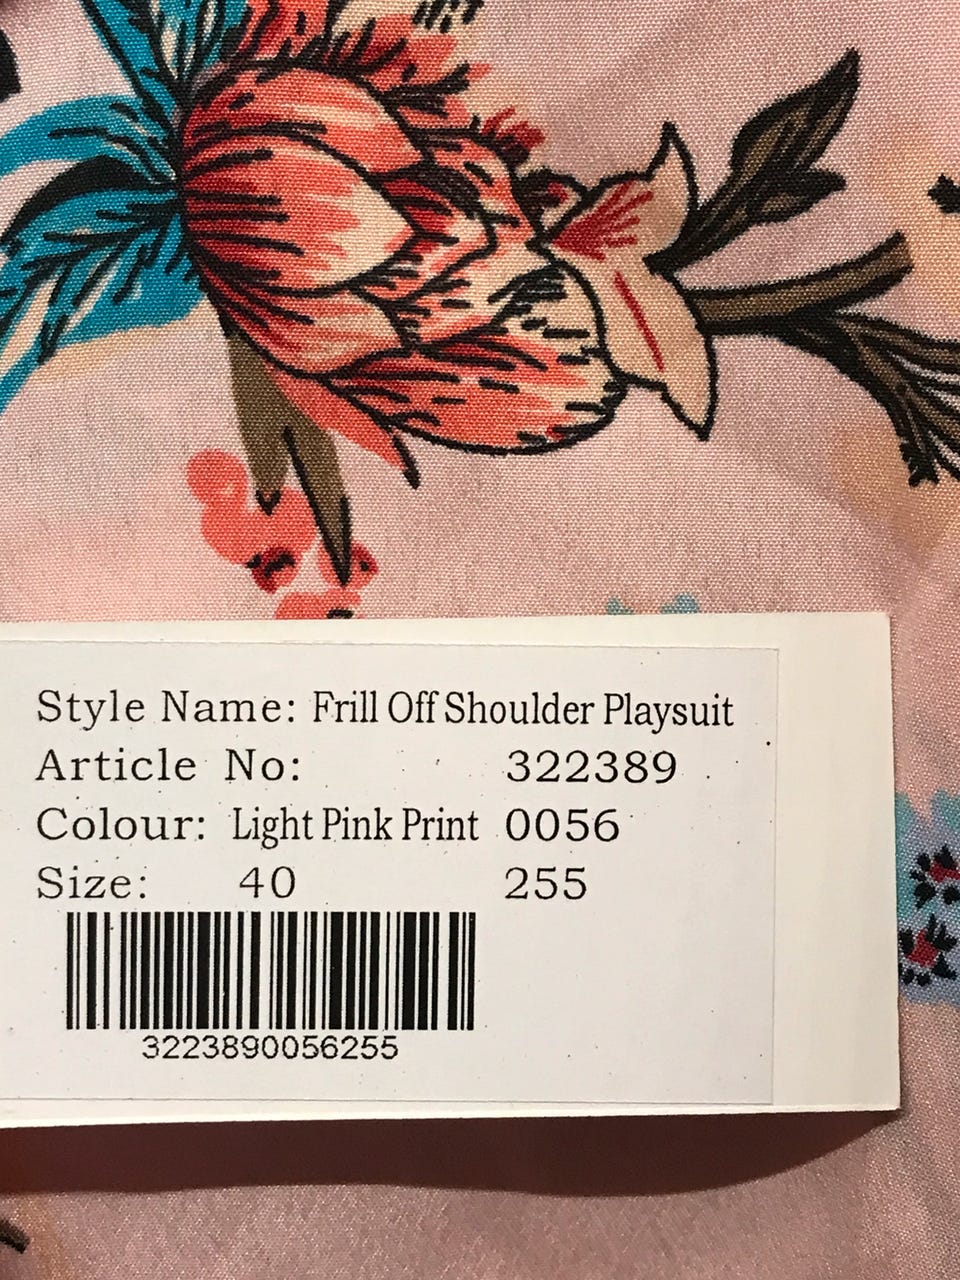 Style Name: Frill Off Shoulder Playsuit
Article No: 322389
Colour: Light Pink Print 0056
Size: 40 255
3223890056255